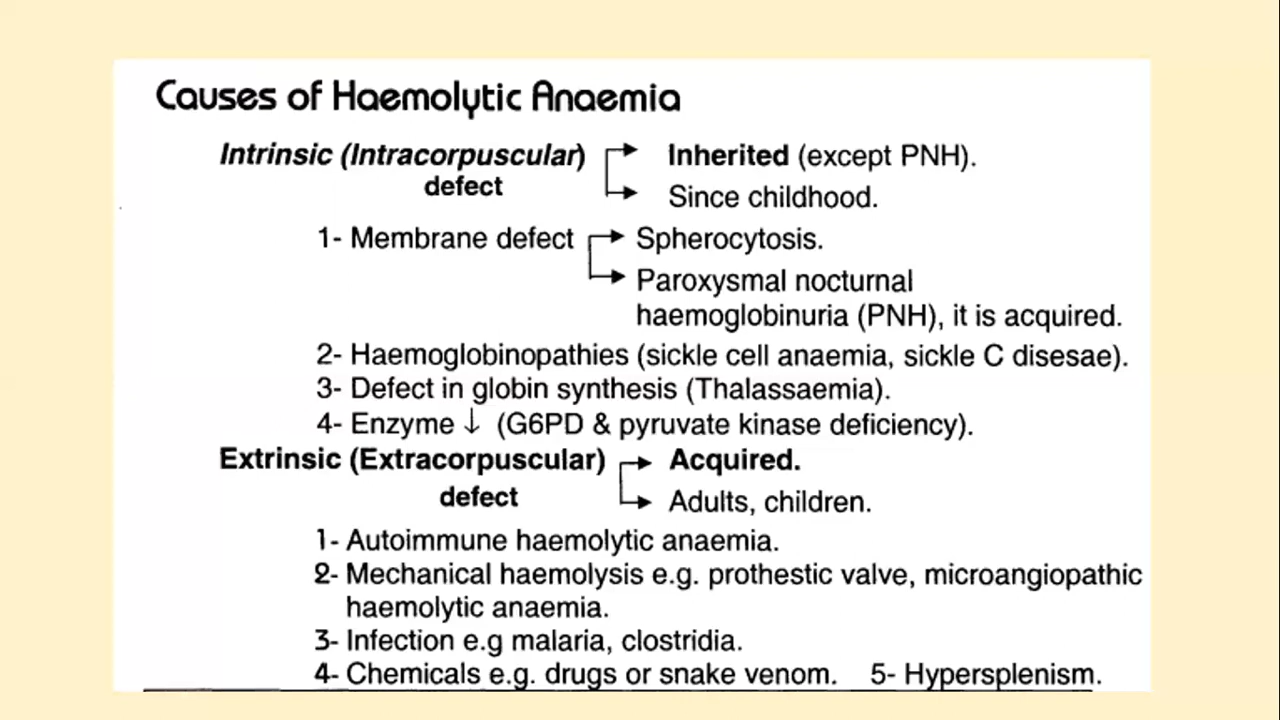 Causes of Haemolytic Anaemia
Intrinsic (Intracorpuscular) → Inherited (except PNH).
defect → Since childhood.
1- Membrane defect → Spherocytosis.
→ Paroxysmal nocturnal
haemoglobinuria (PNH), it is acquired.
2- Haemoglobinopathies (sickle cell anaemia, sickle C disesae).
3- Defect in globin synthesis (Thalassaemia).
4- Enzyme ↓ (G6PD & pyruvate kinase deficiency).
Extrinsic (Extracorpuscular) → Acquired.
defect → Adults, children.
1- Autoimmune haemolytic anaemia.
2- Mechanical haemolysis e.g. prothestic valve, microangiopathic
haemolytic anaemia.
3- Infection e.g malaria, clostridia.
4- Chemicals e.g. drugs or snake venom. 5- Hypersplenism.